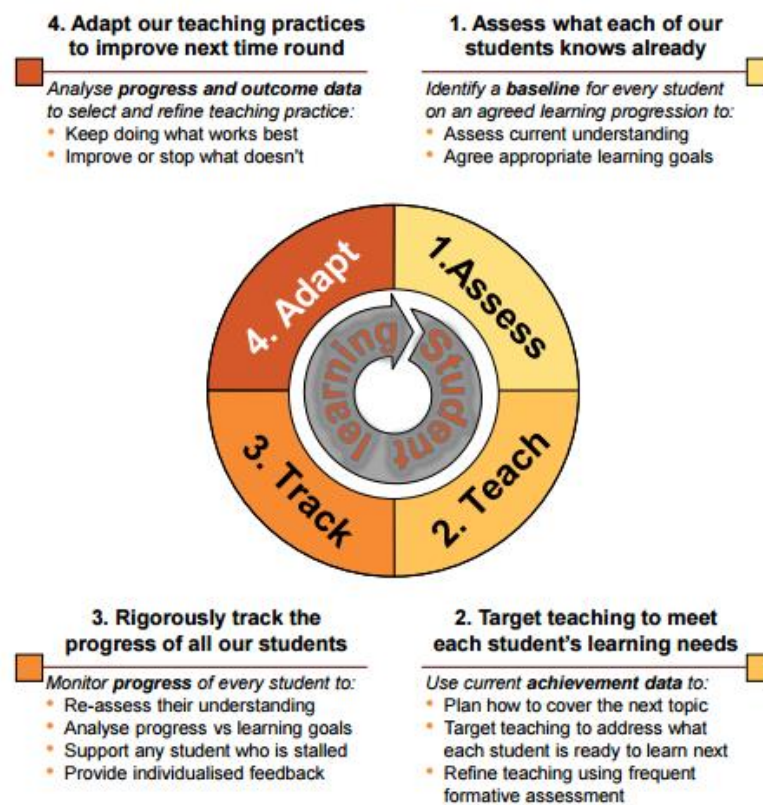 4. Adapt our teaching practices
to improve next time round
Analyse progress and outcome data
to select and refine teaching practice:
• Keep doing what works best
• Improve or stop what doesn't
1. Assess what each of our
students knows already
Identify a baseline for every student
on an agreed learning progression to:
• Assess current understanding
• Agree appropriate learning goals
4. Adapt
1.Assess
Student learning
3. Track
2. Teach
3. Rigorously track the
progress of all our students
Monitor progress of every student to:
• Re-assess their understanding
• Analyse progress vs learning goals
• Support any student who is stalled
• Provide individualised feedback
2. Target teaching to meet
each student's learning needs
Use current achievement data to:
• Plan how to cover the next topic
• Target teaching to address what
each student is ready to learn next
• Refine teaching using frequent
formative assessment